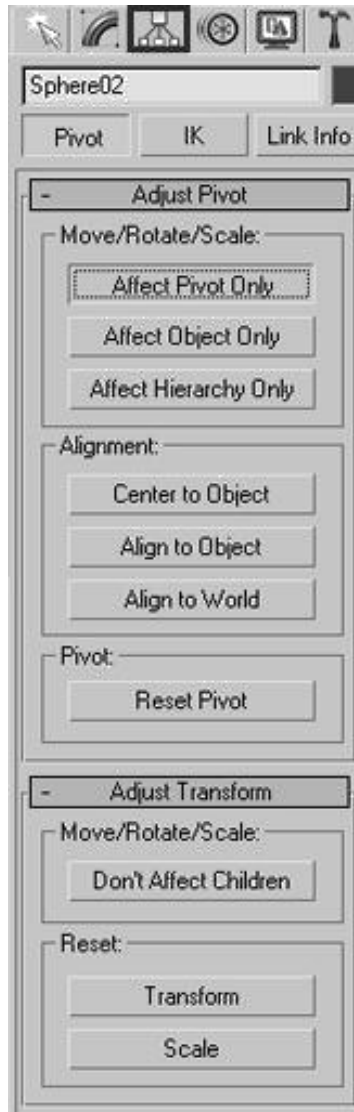 Sphere02
Pivot IK Link Info
- Adjust Pivot
Move/Rotate/Scale:
Affect Pivot Only
Affect Object Only
Affect Hierarchy Only
Alignment:
Center to Object
Align to Object
Align to World
Pivot:
Reset Pivot
- Adjust Transform
Move/Rotate/Scale:
Don't Affect Children
Reset:
Transform
Scale